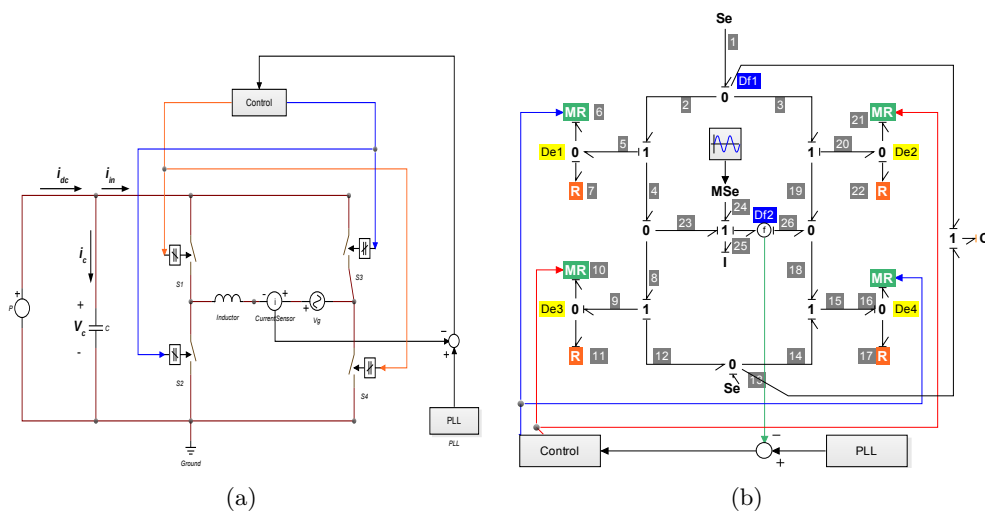 Control
PLL
PLL
i_dc
i_in
i_c
P
+
+
V_c
-
C
S1
S2
S3
S4
Inductor
-
+
i
CurrentSensor
+
Vg
-
+
Ground
(a)
Se
1
Df1
2
0
3
MR
6
21
MR
De1
0
5
1
MSe
1
20
0
De2
R
7
4
24
19
22
R
Df2
0
23
1
f
26
0
25
I
1
C
MR
10
8
18
MR
De3
0
9
1
1
15
16
0
De4
R
11
12
0
14
17
R
13
Se
Control
-
+
PLL
(b)